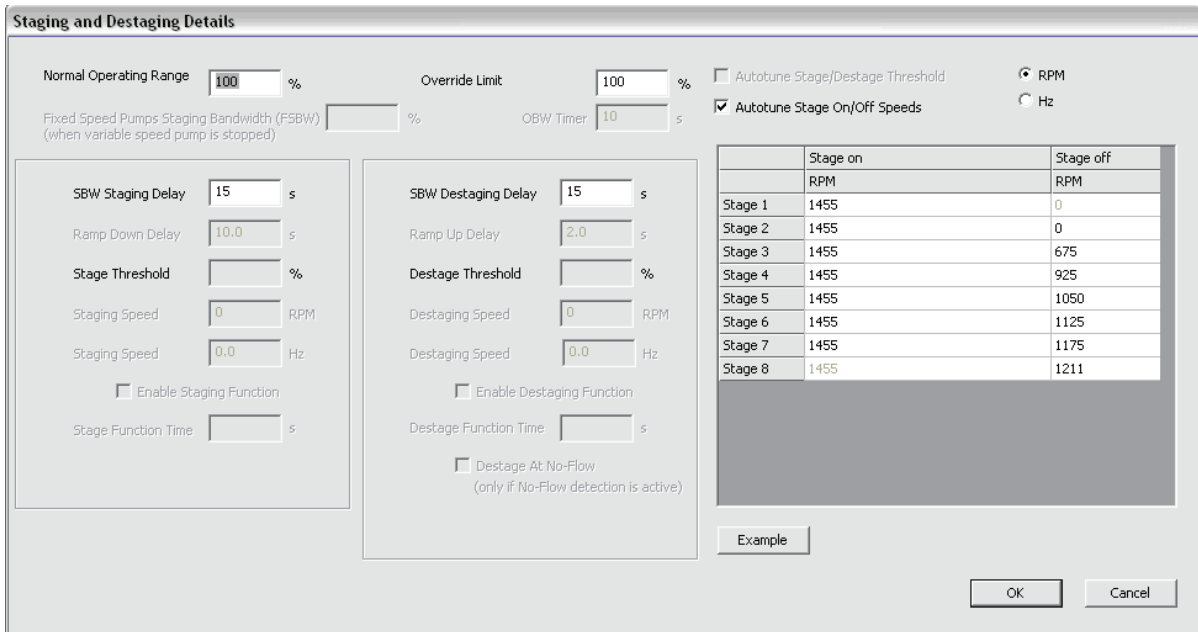 Staging and Destaging Details
Normal Operating Range 100 %
Override Limit 100 %
Autotune Stage/Destage Threshold
RPM
Fixed Speed Pumps Staging Bandwidth (FSBW) %
(when variable speed pump is stopped)
OBW Timer 10 s
Autotune Stage On/Off Speeds
Hz
SBW Staging Delay 15 s
Ramp Down Delay 10.0 s
Stage Threshold %
Staging Speed 0 RPM
Staging Speed 0.0 Hz
Enable Staging Function
Stage Function Time s
SBW Destaging Delay 15 s
Ramp Up Delay 2.0 s
Destage Threshold %
Destaging Speed 0 RPM
Destaging Speed 0.0 Hz
Enable Destaging Function
Destage Function Time s
Destage At No-Flow
(only if No-Flow detection is active)
Stage on Stage off
RPM RPM
Stage 1 1455 0
Stage 2 1455 0
Stage 3 1455 675
Stage 4 1455 925
Stage 5 1455 1050
Stage 6 1455 1125
Stage 7 1455 1175
Stage 8 1455 1211
Example
OK Cancel